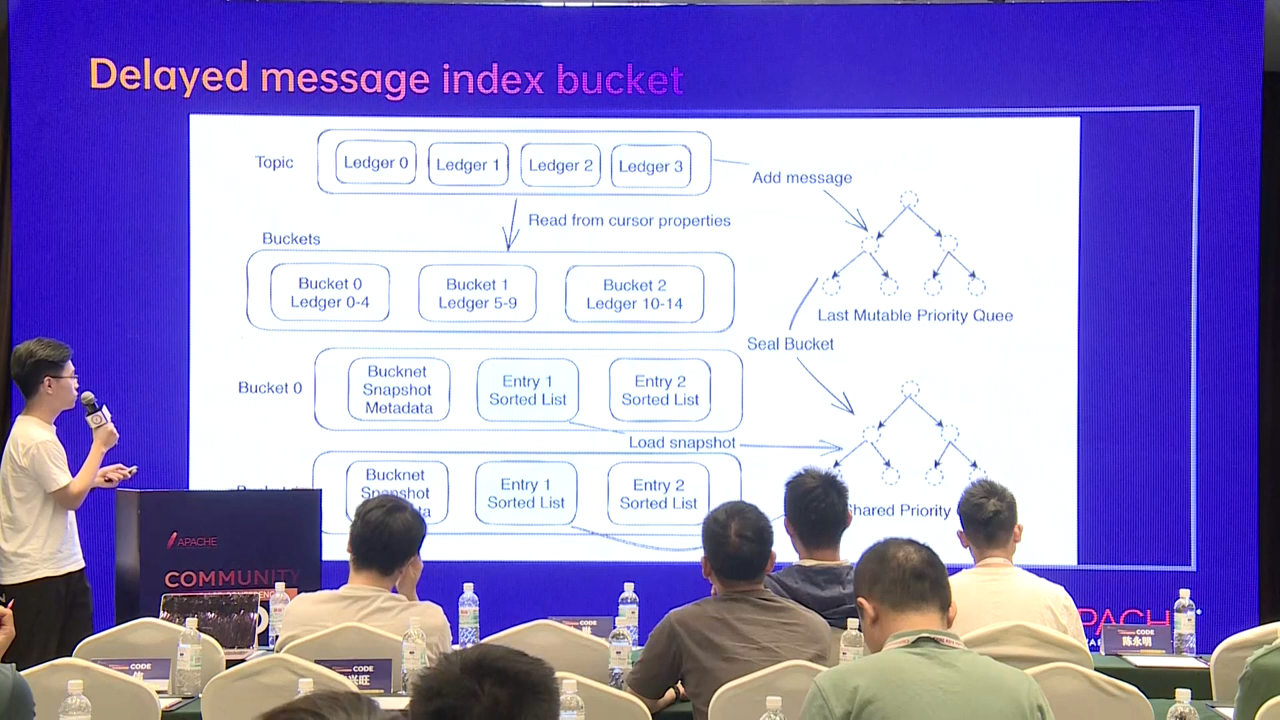 Delayed message index bucket
Topic
Ledger 0
Ledger 1
Ledger 2
Ledger 3
Add message
Read from cursor properties
Buckets
Bucket 0
Ledger 0-4
Bucket 1
Ledger 5-9
Bucket 2
Ledger 10-14
Last Mutable Priority Quee
Seal Bucket
Bucket 0
Bucknet
Snapshot
Metadata
Entry 1
Sorted List
Entry 2
Sorted List
Load snapshot
Bucknet
Snapshot
Entry 1
Sorted List
Entry 2
Sorted List
Shared Priority
APACHE
COMMUNITY
CODE
CODE
CODE
陈永明